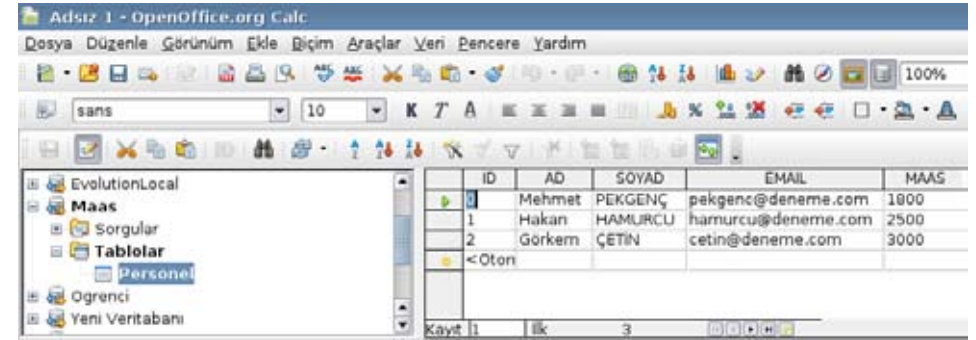 Adsız 1 - OpenOffice.org Calc
Dosya Düzenle Görünüm Ekle Biçim Araçlar Veri Pencere Yardım
100%
sans 10 K T A
ID AD SOYAD EMAIL MAAS
EvolutionLocal
0 Mehmet PEKGENÇ pekgenc@deneme.com 1800
Maas
1 Hakan HAMURCU hamurcu@deneme.com 2500
Sorgular
2 Görkem ÇETİN cetin@deneme.com 3000
Tablolar
<Oton
Personel
Ogrenci
Yeni Veritabanı
Kayıt 1 İlk 3